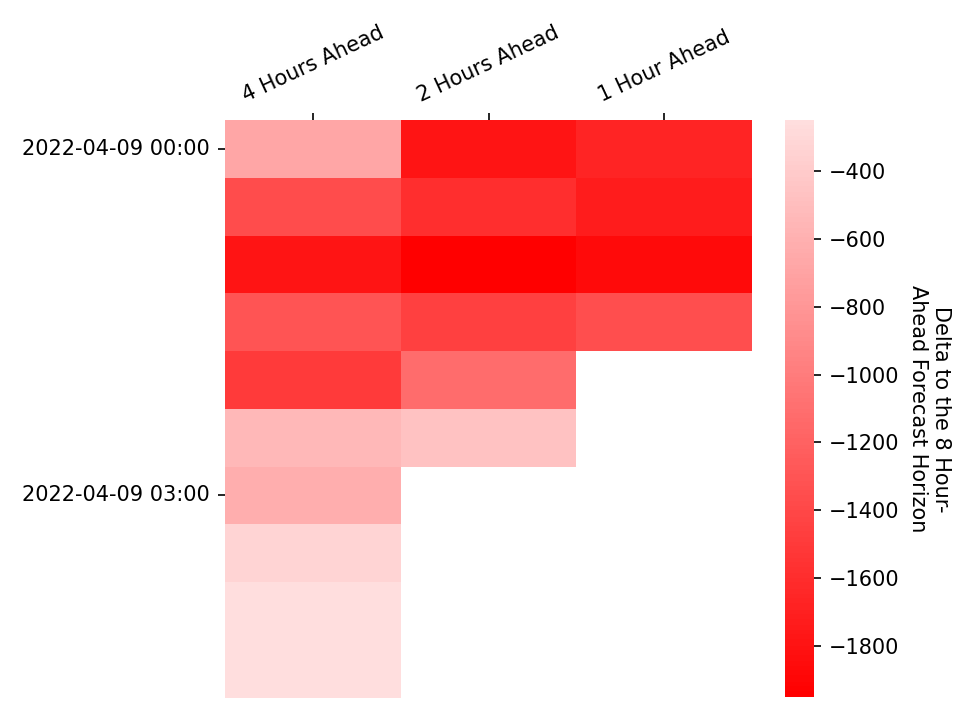 4 Hours Ahead
2 Hours Ahead
1 Hour Ahead
2022-04-09 00:00
2022-04-09 03:00
−400
−600
−800
−1000
−1200
−1400
−1600
−1800
Delta to the 8 Hour-
Ahead Forecast Horizon